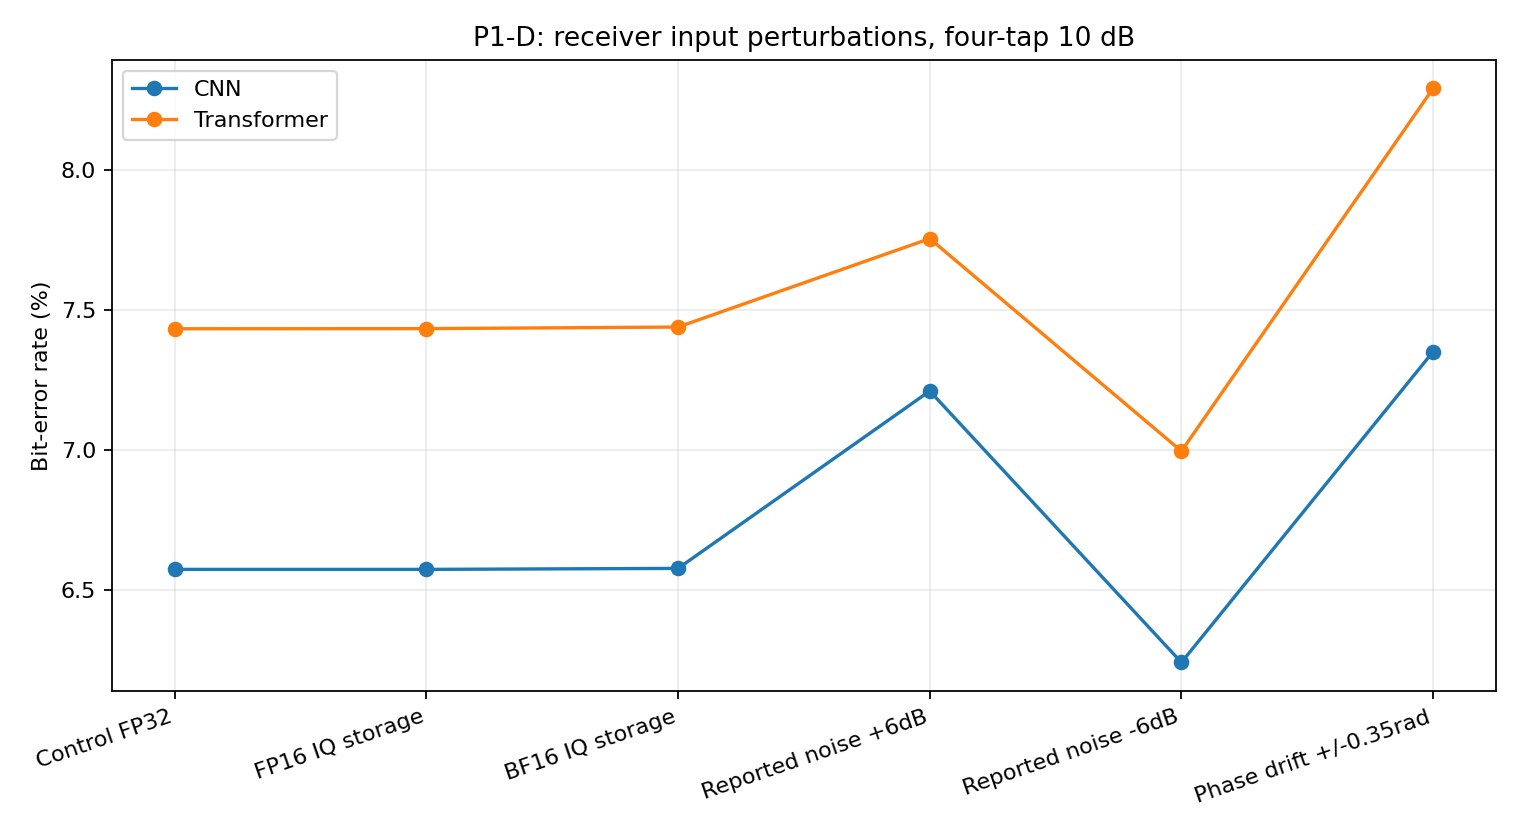 P1-D: receiver input perturbations, four-tap 10 dB
CNN
Transformer
Bit-error rate (%)
8.0
7.5
7.0
6.5
Control FP32
FP16 IQ storage
BF16 IQ storage
Reported noise +6dB
Reported noise -6dB
Phase drift +/-0.35rad